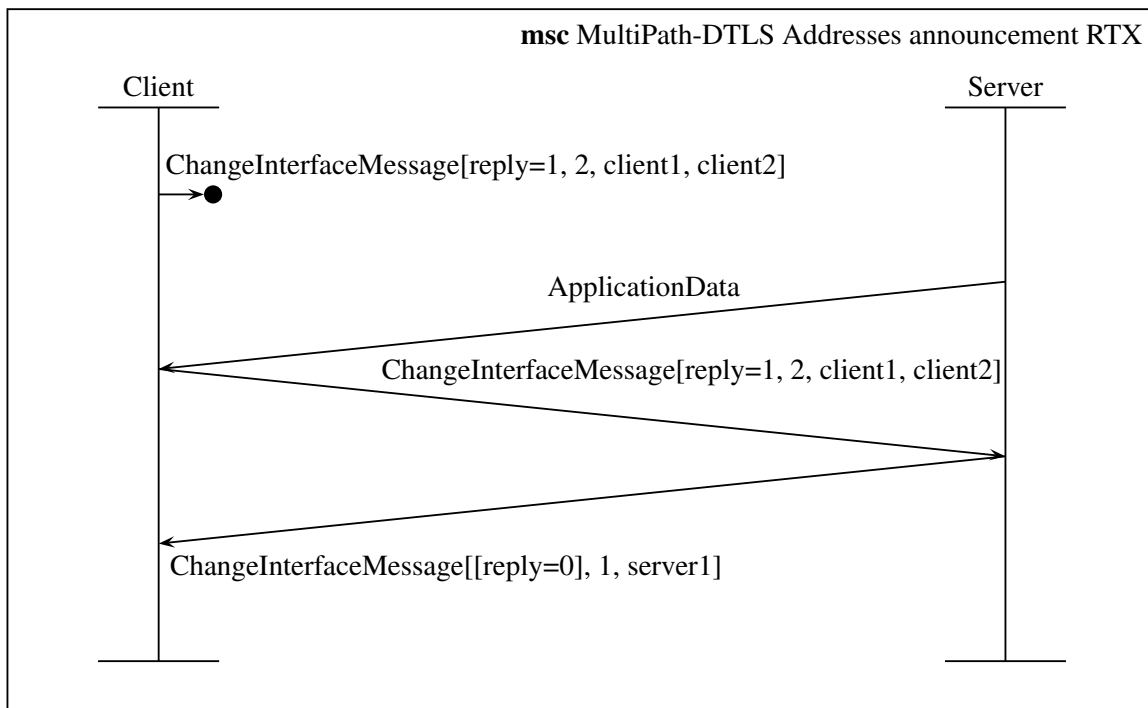 msc MultiPath-DTLS Addresses announcement RTX
Client
Server
ChangeInterfaceMessage[reply=1, 2, client1, client2]
ApplicationData
ChangeInterfaceMessage[reply=1, 2, client1, client2]
ChangeInterfaceMessage[[reply=0], 1, server1]